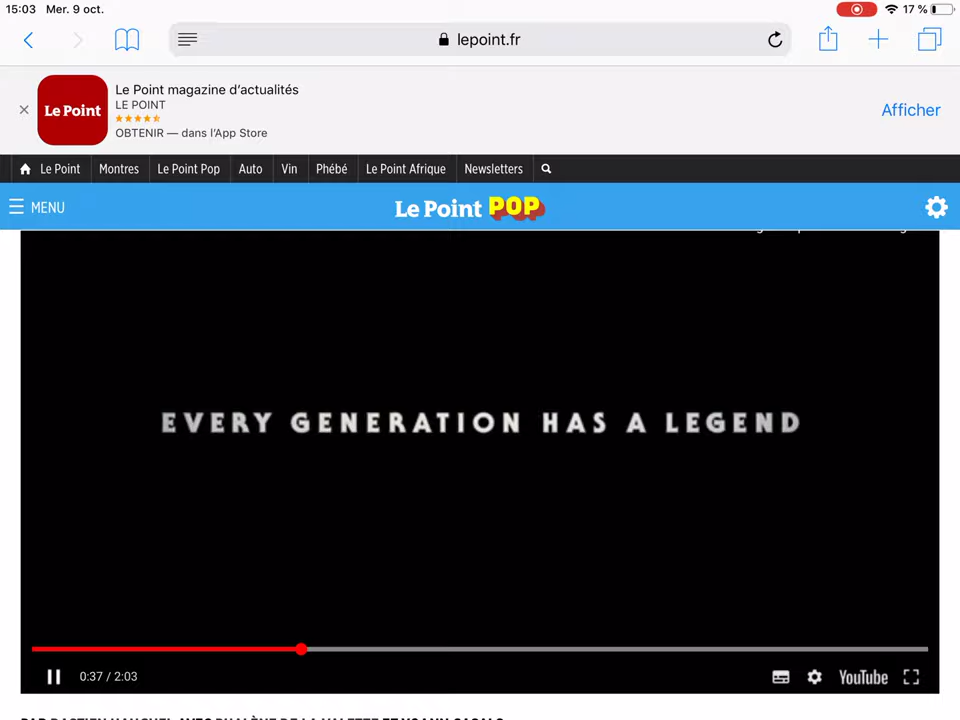 15:03 Mer. 9 oct. 17 %
lepoint.fr
Le Point
Le Point magazine d'actualités
LE POINT
OBTENIR — dans l'App Store
Afficher
Le Point Montres Le Point Pop Auto Vin Phébé Le Point Afrique Newsletters
MENU
Le Point POP
EVERY GENERATION HAS A LEGEND
0:37 / 2:03
YouTube